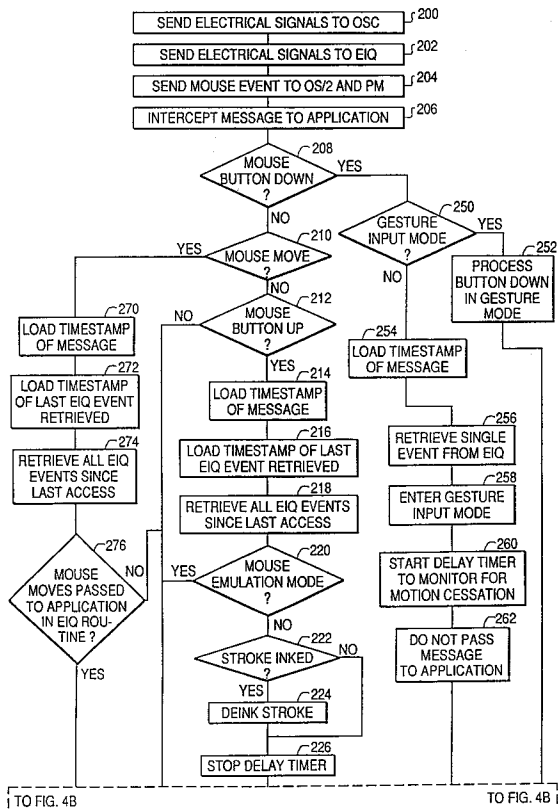 SEND ELECTRICAL SIGNALS TO OSC
200
SEND ELECTRICAL SIGNALS TO EIQ
202
SEND MOUSE EVENT TO OS/2 AND PM
204
INTERCEPT MESSAGE TO APPLICATION
206
MOUSE
BUTTON DOWN
?
208
YES
NO
GESTURE
INPUT MODE
?
250
YES
NO
PROCESS
BUTTON DOWN
IN GESTURE
MODE
252
MOUSE MOVE
?
210
YES
NO
MOUSE
BUTTON UP
?
212
NO
YES
LOAD TIMESTAMP
OF MESSAGE
270
LOAD TIMESTAMP
OF LAST EIQ EVENT
RETRIEVED
272
RETRIEVE ALL EIQ
EVENTS SINCE
LAST ACCESS
274
MOUSE
MOVES PASSED
TO APPLICATION
IN EIQ ROU-
TINE ?
276
NO
YES
LOAD TIMESTAMP
OF MESSAGE
214
LOAD TIMESTAMP OF LAST
EIQ EVENT RETRIEVED
216
RETRIEVE ALL EIQ EVENTS
SINCE LAST ACCESS
218
MOUSE
EMULATION MODE
?
220
YES
NO
STROKE INKED
?
222
NO
YES
DEINK STROKE
224
STOP DELAY TIMER
226
LOAD TIMESTAMP
OF MESSAGE
254
RETRIEVE SINGLE
EVENT FROM EIQ
256
ENTER GESTURE
INPUT MODE
258
START DELAY TIMER
TO MONITOR FOR
MOTION CESSATION
260
DO NOT PASS
MESSAGE
TO APPLICATION
262
TO FIG. 4B
TO FIG. 4B